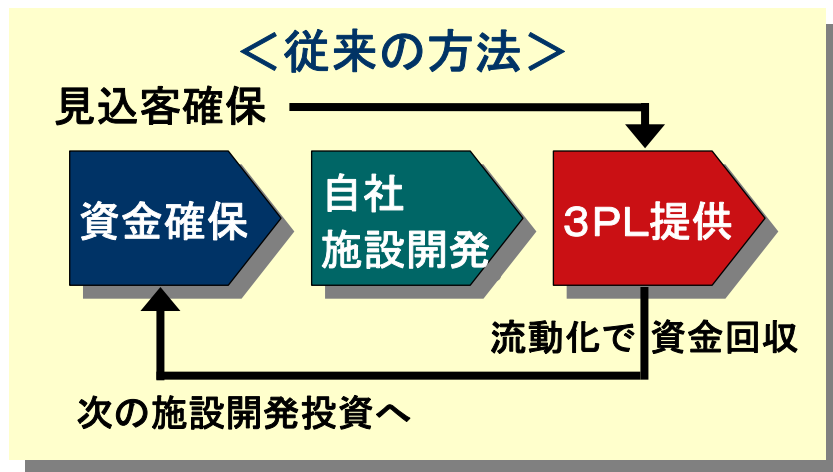 ＜従来の方法＞
見込客確保
資金確保
自社
施設開発
３PL提供
流動化で 資金回収
次の施設開発投資へ